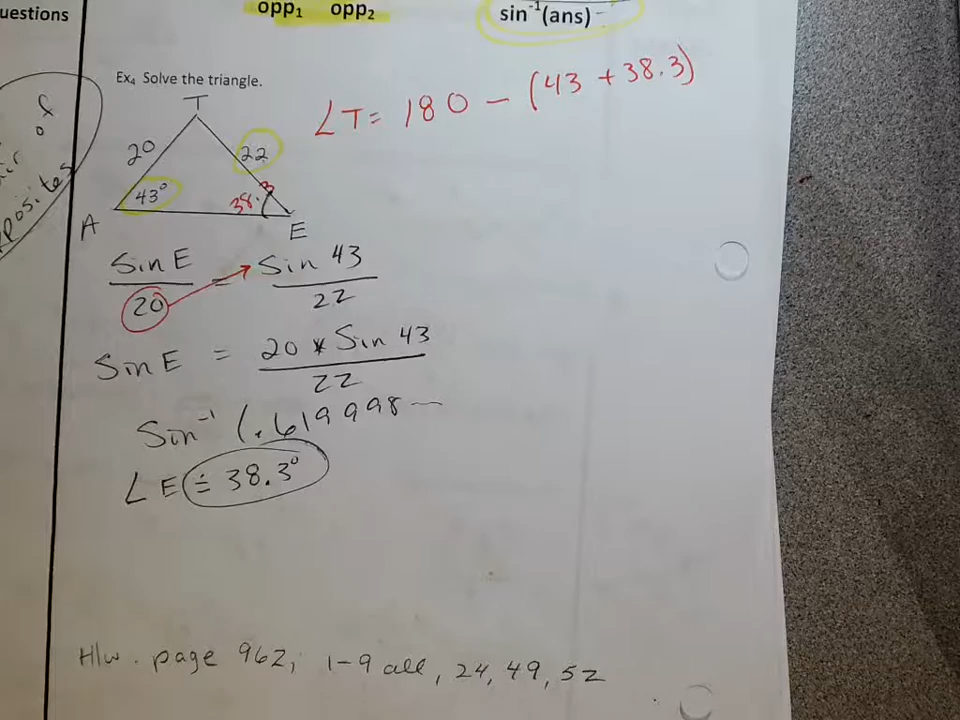 uestions
opp₁ opp₂
sin⁻¹(ans)
Ex₄ Solve the triangle.
∠T = 180 - (43 + 38.3)
T
20
22
43°
38.3
A
E
of
posites
Sin E / 20 = Sin 43 / 22
Sin E = 20 * Sin 43 / 22
Sin⁻¹ (.619998
∠E ≐ 38.3°
H/w. page 962, 1-9 all, 24, 49, 52